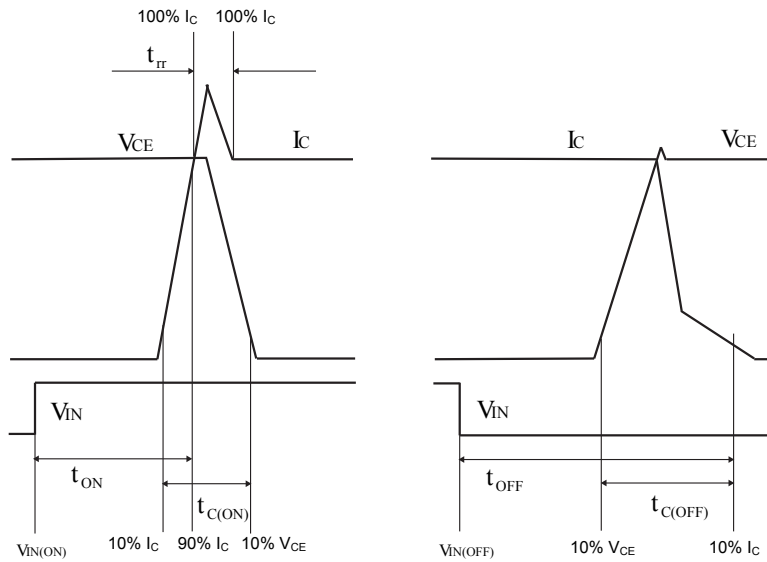 100% IC 100% IC
trr
VCE IC
IC VCE
VIN
VIN
tON
tC(ON)
tOFF
tC(OFF)
VIN(ON) 10% IC 90% IC 10% VCE
VIN(OFF) 10% VCE 10% IC